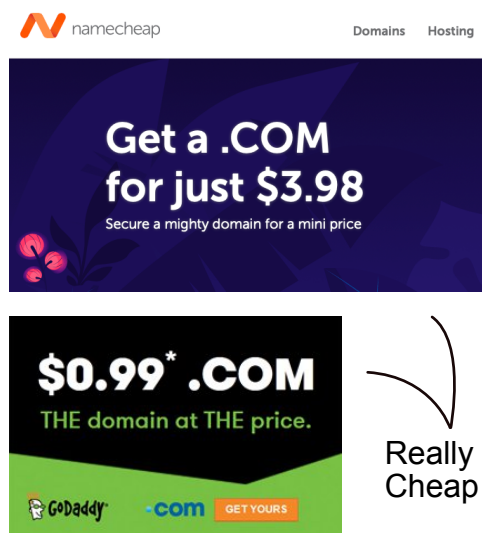 namecheap
Domains Hosting
Get a .COM
for just $3.98
Secure a mighty domain for a mini price
$0.99* .COM
THE domain at THE price.
GoDaddy™
.com
GET YOURS
Really
Cheap